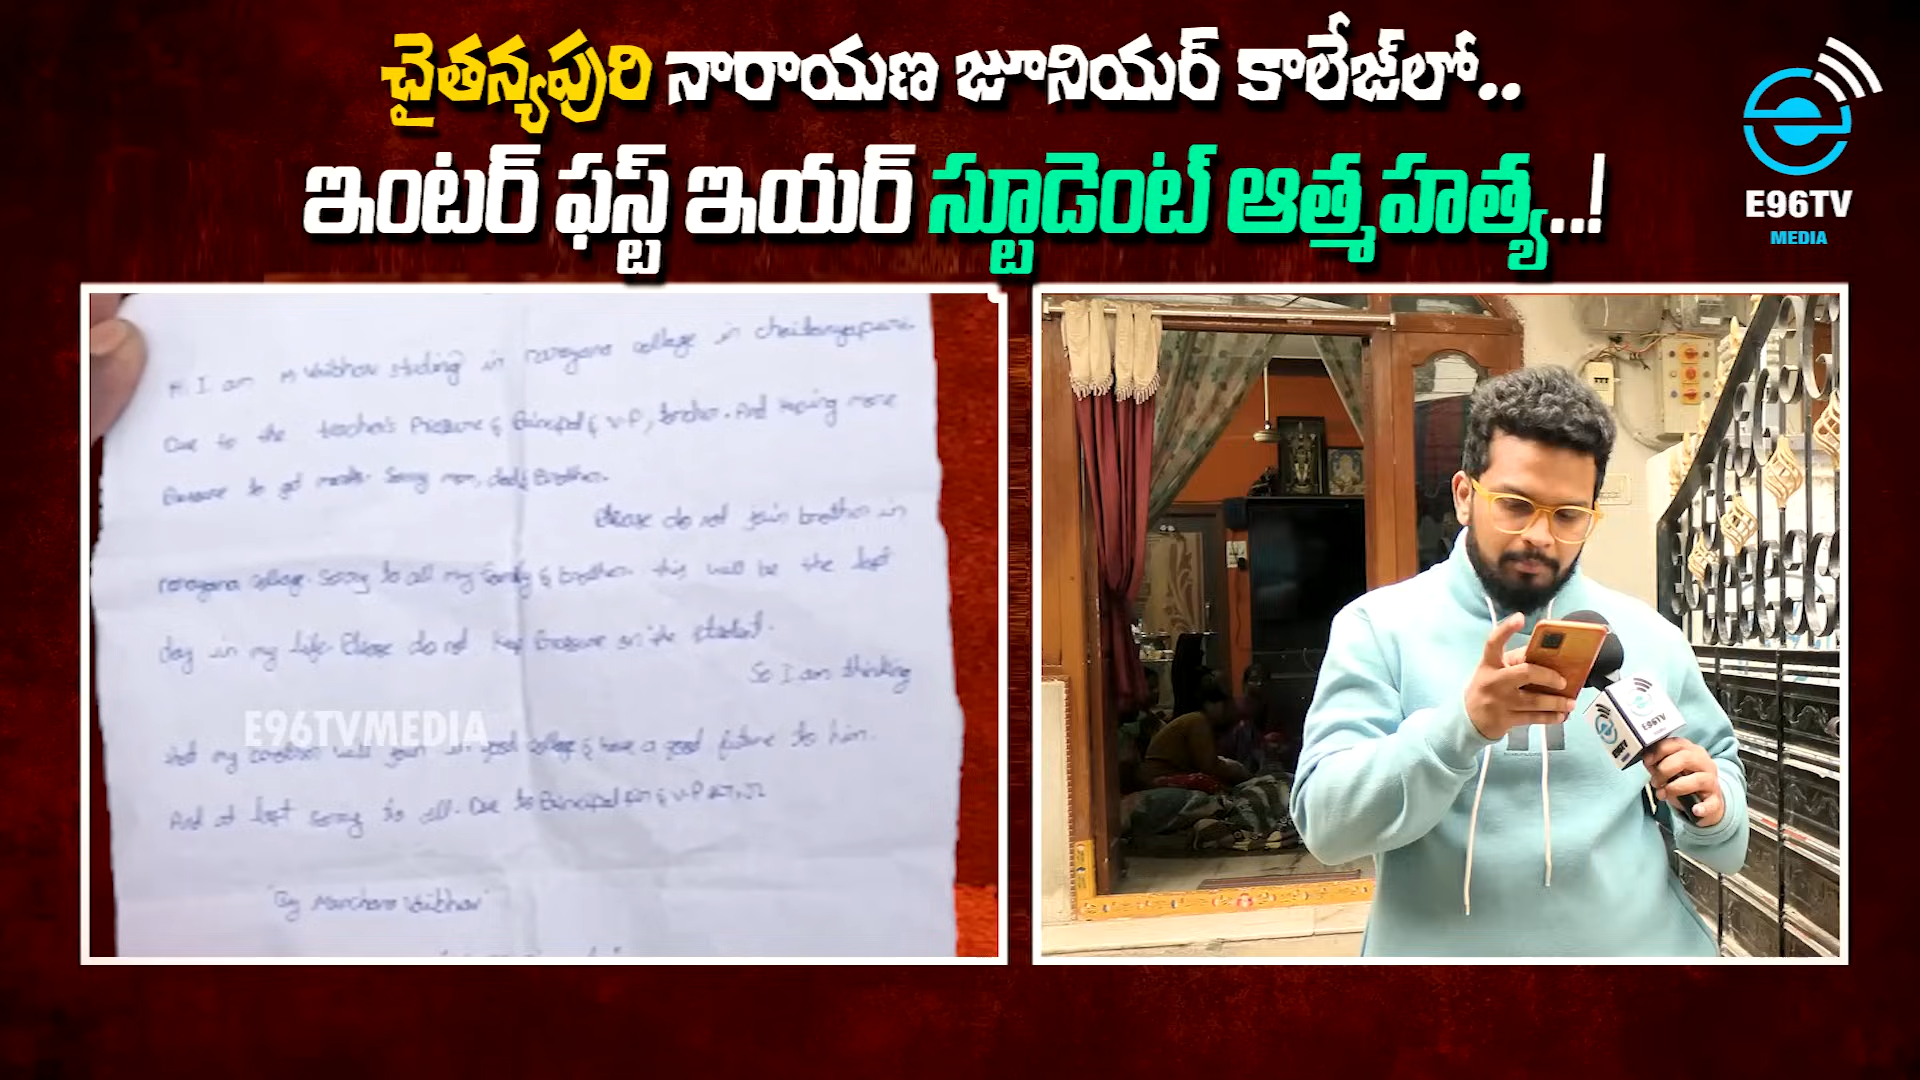 చైతన్యపురి నారాయణ జూనియర్ కాలేజ్‌లో..
ఇంటర్ ఫస్ట్ ఇయర్ స్టూడెంట్ ఆత్మహత్య..!
E96TV
MEDIA
Hi I am M Vaibhav studing in narayana college in chaitanyapuri.
Due to the teacher's Pressure & Principal & V.P, torcher. And having more
Pressure to get marks. Sorry mom, dad & Brother.
Please do not join brother in
narayana college. Sorry to all my family & brother. this will be the last
day in my life. Please do not keep Pressure on the student.
So I am thinking
that my brother will join in good college & have a good future to him.
And at last sorry to all. Due to Principal & V.P
"By Manchara Vaibhav"
E96TVMEDIA
E96TV
E96TV